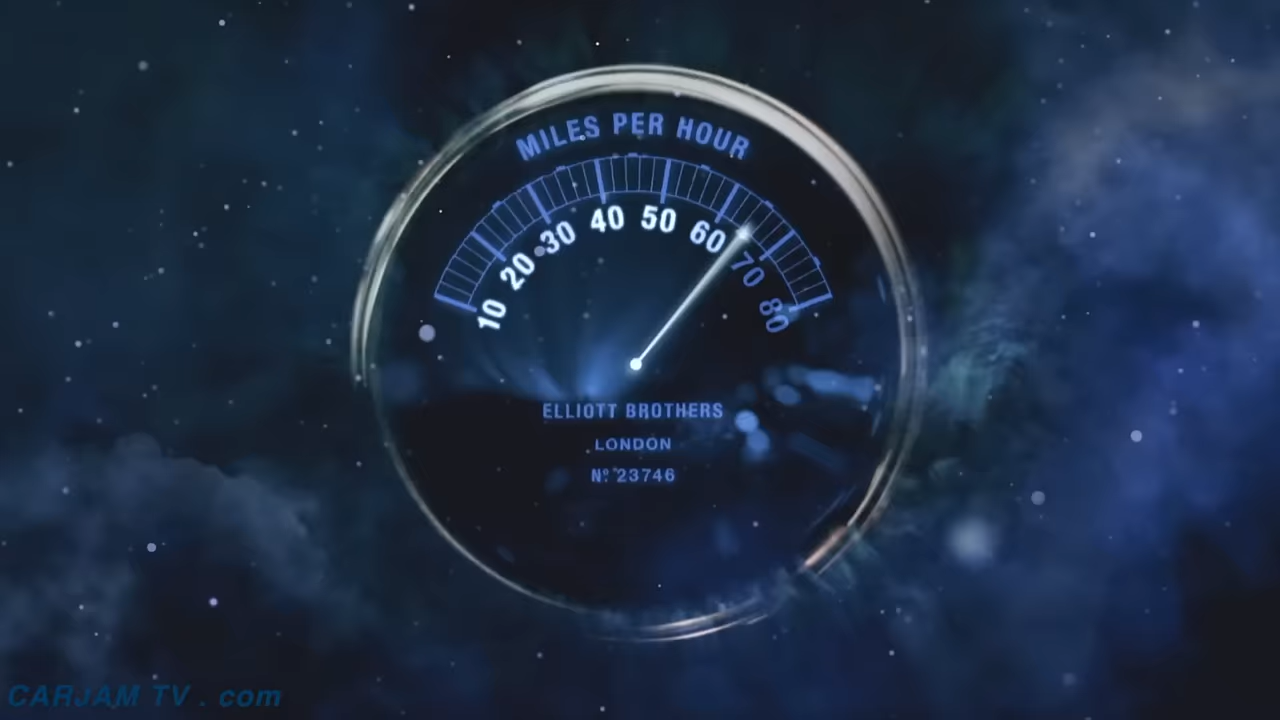 MILES PER HOUR
10 20 30 40 50 60 70 80
ELLIOTT BROTHERS
LONDON
Nº 23746
CARJAM TV . com